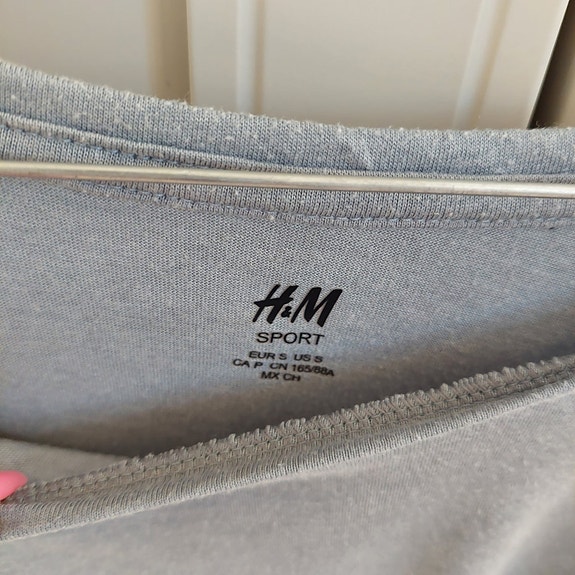 H&M
SPORT
EUR S US S
CA P CN 165/88A
MX CH